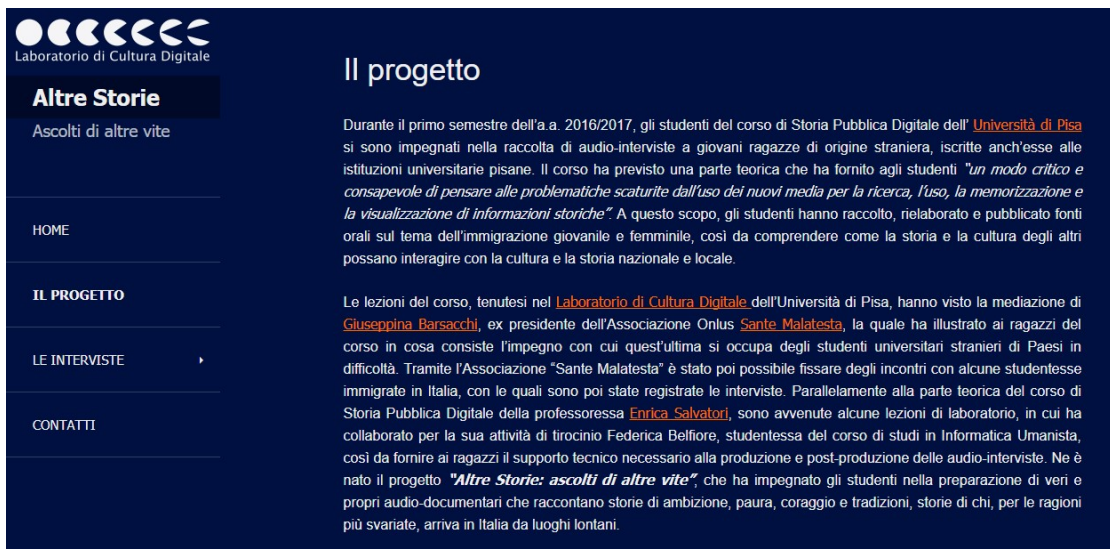 Laboratorio di Cultura Digitale
Altre Storie
Ascolti di altre vite
HOME
IL PROGETTO
LE INTERVISTE
CONTATTI
Il progetto
Durante il primo semestre dell'a.a. 2016/2017, gli studenti del corso di Storia Pubblica Digitale dell' Università di Pisa
si sono impegnati nella raccolta di audio-interviste a giovani ragazze di origine straniera, iscritte anch'esse alle
istituzioni universitarie pisane. Il corso ha previsto una parte teorica che ha fornito agli studenti "un modo critico e
consapevole di pensare alle problematiche scaturite dall'uso dei nuovi media per la ricerca, l'uso, la memorizzazione e
la visualizzazione di informazioni storiche". A questo scopo, gli studenti hanno raccolto, rielaborato e pubblicato fonti
orali sul tema dell'immigrazione giovanile e femminile, così da comprendere come la storia e la cultura degli altri
possano interagire con la cultura e la storia nazionale e locale.
Le lezioni del corso, tenutesi nel Laboratorio di Cultura Digitale dell'Università di Pisa, hanno visto la mediazione di
Giuseppina Barsacchi, ex presidente dell'Associazione Onlus Sante Malatesta, la quale ha illustrato ai ragazzi del
corso in cosa consiste l'impegno con cui quest'ultima si occupa degli studenti universitari stranieri di Paesi in
difficoltà. Tramite l'Associazione "Sante Malatesta" è stato poi possibile fissare degli incontri con alcune studentesse
immigrate in Italia, con le quali sono poi state registrate le interviste. Parallelamente alla parte teorica del corso di
Storia Pubblica Digitale della professoressa Enrica Salvatori, sono avvenute alcune lezioni di laboratorio, in cui ha
collaborato per la sua attività di tirocinio Federica Belfiore, studentessa del corso di studi in Informatica Umanista,
così da fornire ai ragazzi il supporto tecnico necessario alla produzione e post-produzione delle audio-interviste. Ne è
nato il progetto "Altre Storie: ascolti di altre vite", che ha impegnato gli studenti nella preparazione di veri e
propri audio-documentari che raccontano storie di ambizione, paura, coraggio e tradizioni, storie di chi, per le ragioni
più svariate, arriva in Italia da luoghi lontani.